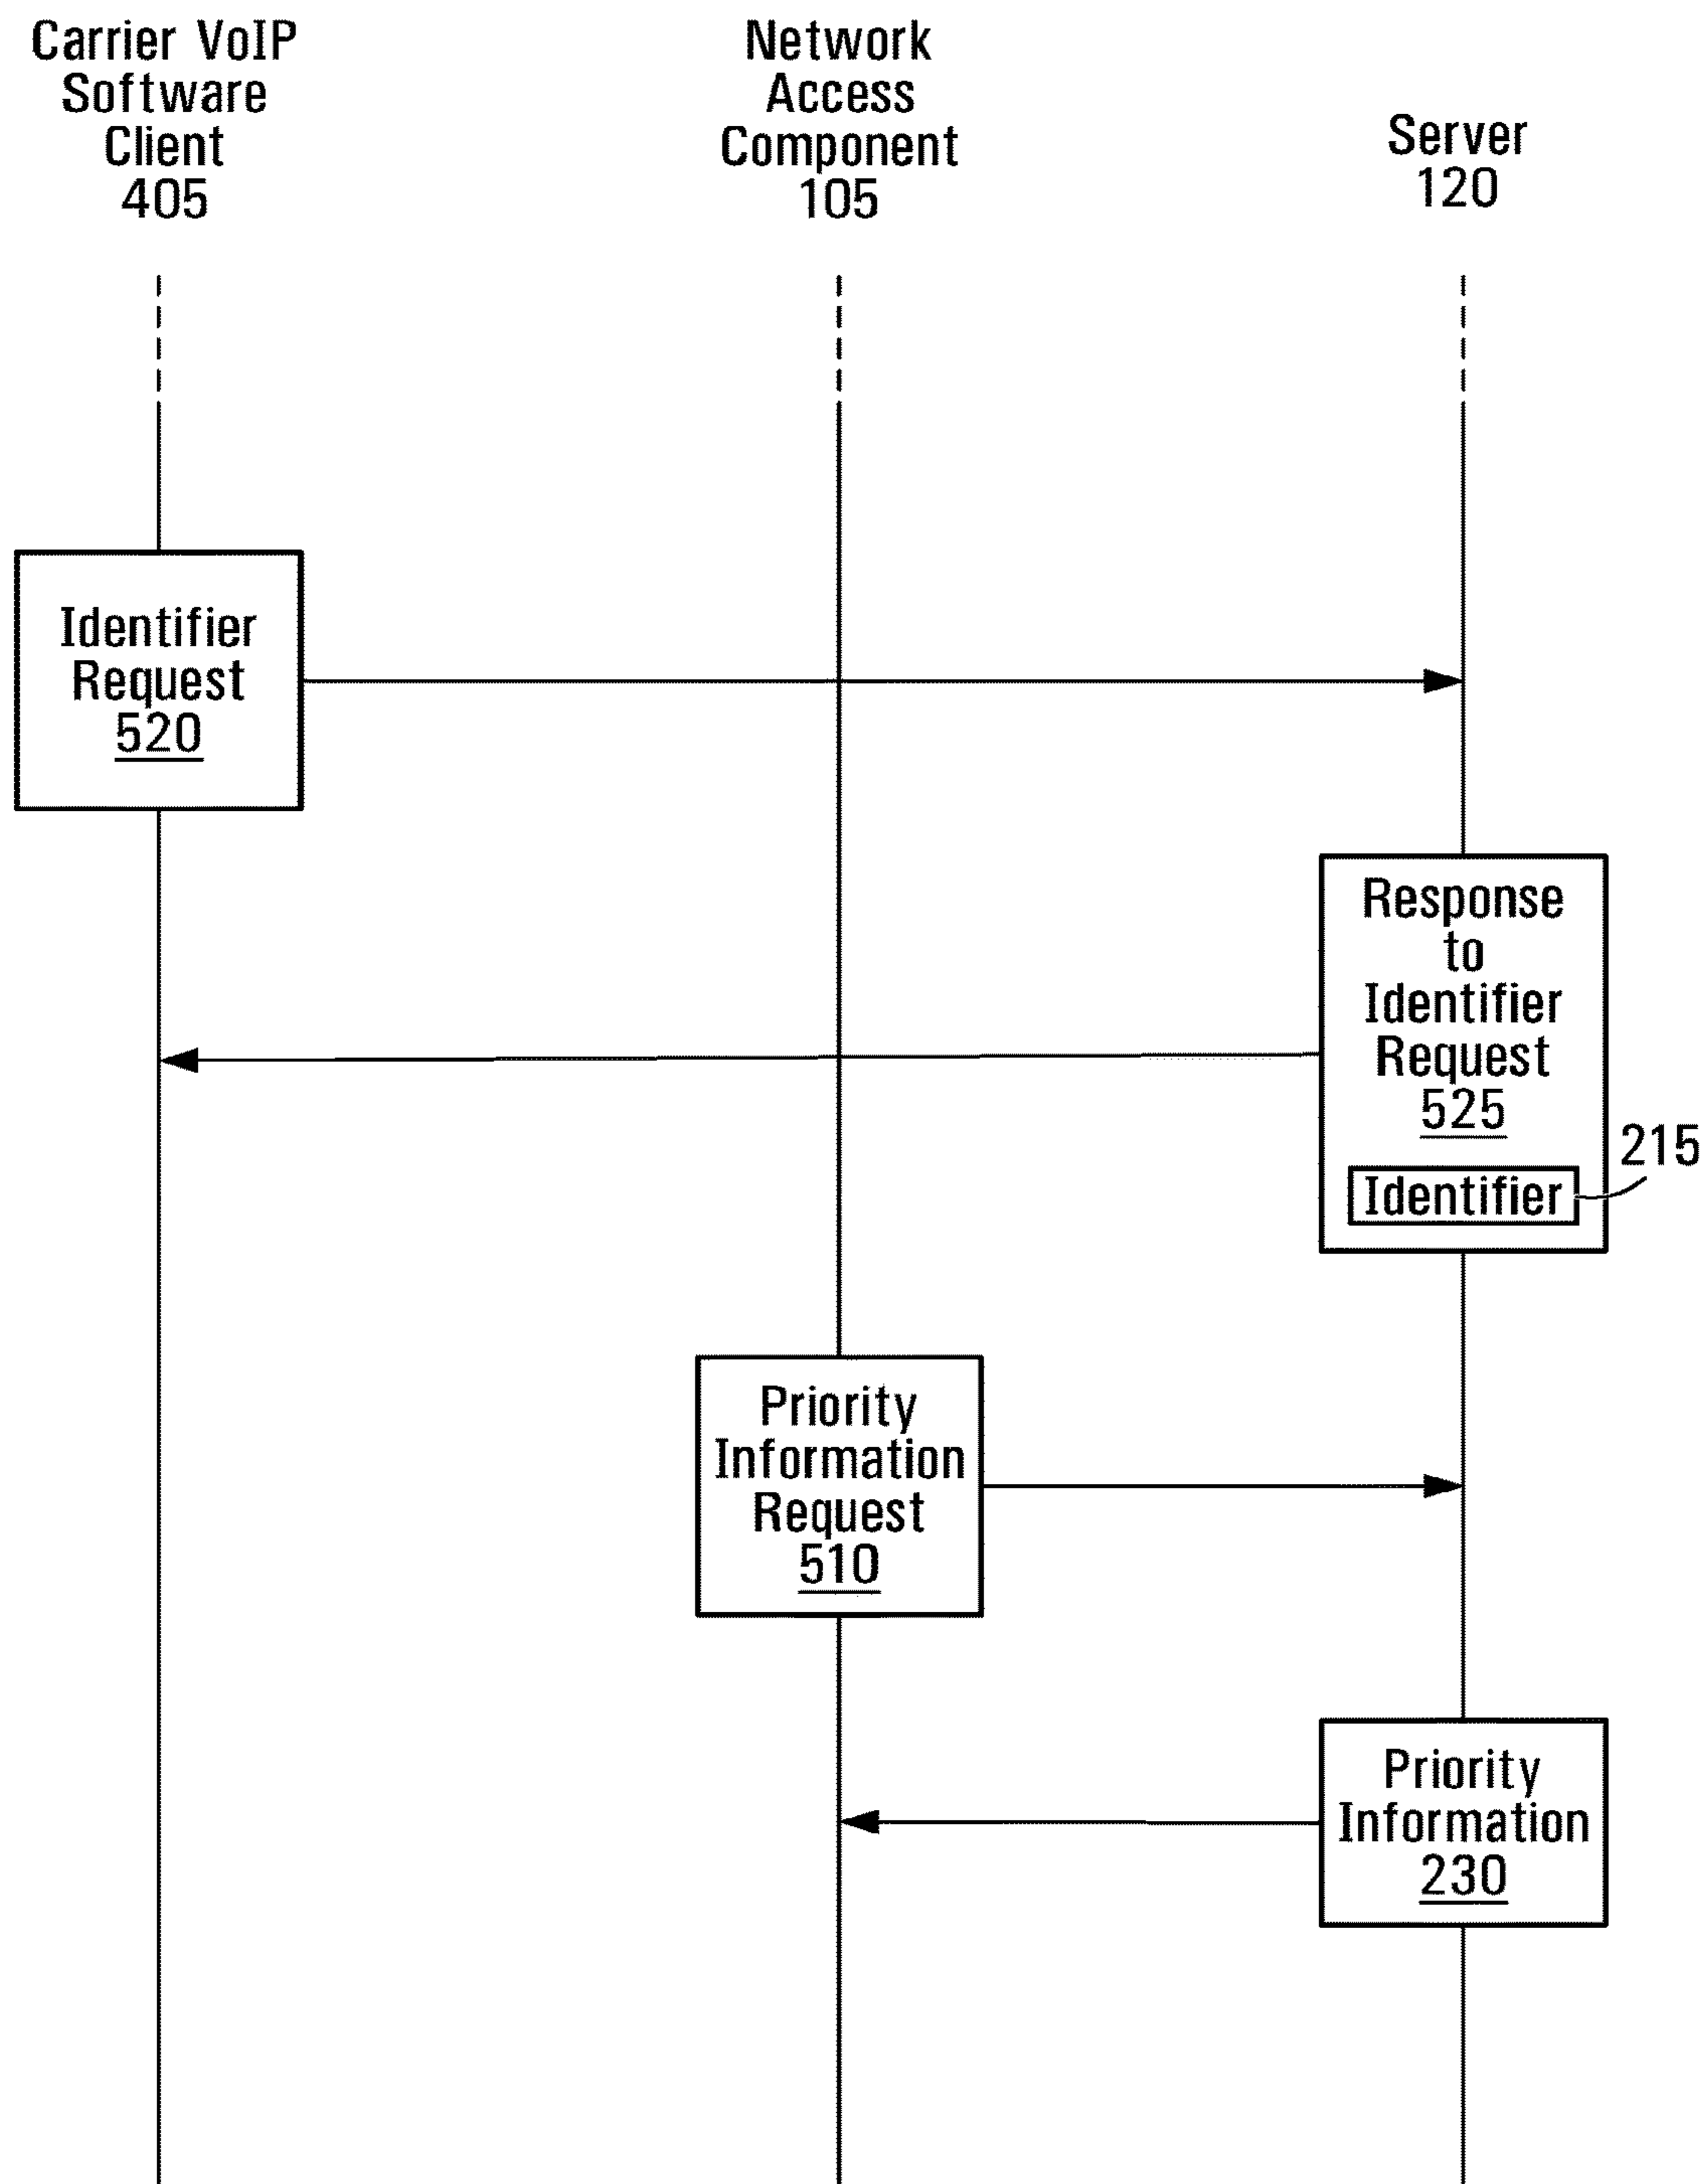 Carrier VoIP
Software
Client
405
Network
Access
Component
105
Server
120
Identifier
Request
520
Response
to
Identifier
Request
525
Identifier
215
Priority
Information
Request
510
Priority
Information
230